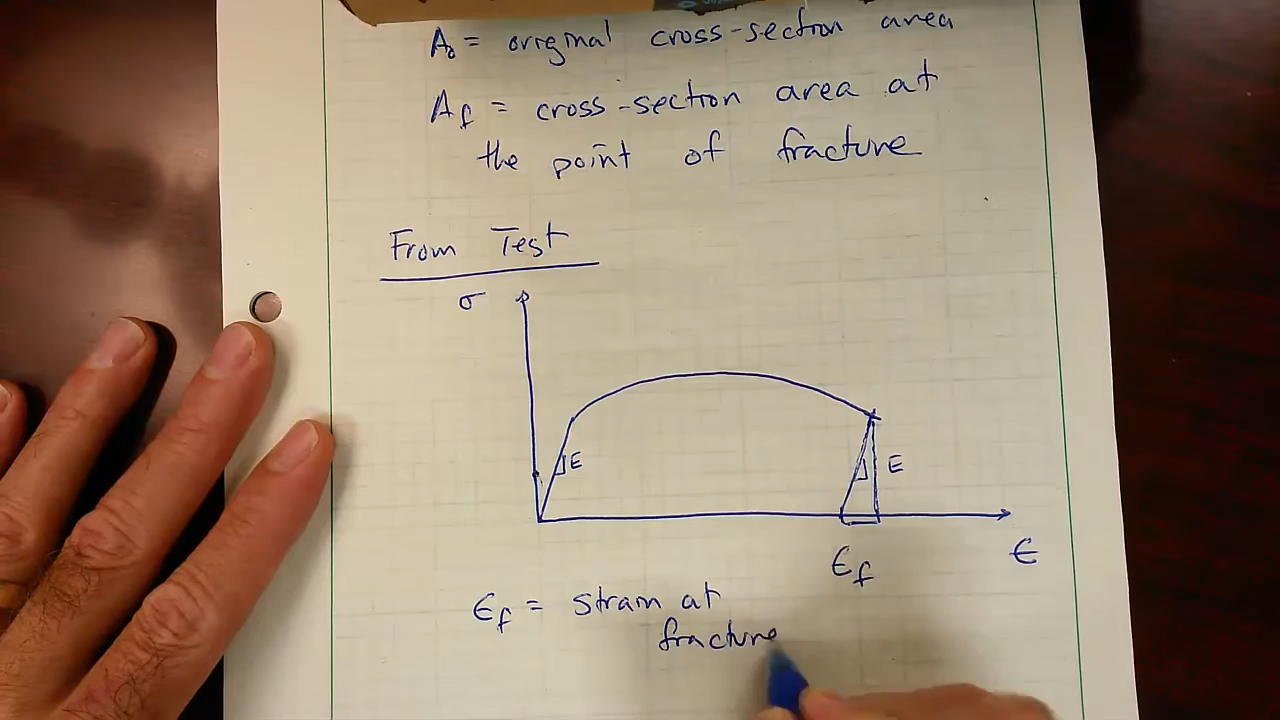 A₀ = original cross-section area
A_f = cross-section area at
the point of fracture
From Test
σ
E
E
ϵ_f
ϵ
ϵ_f = strain at
fracture